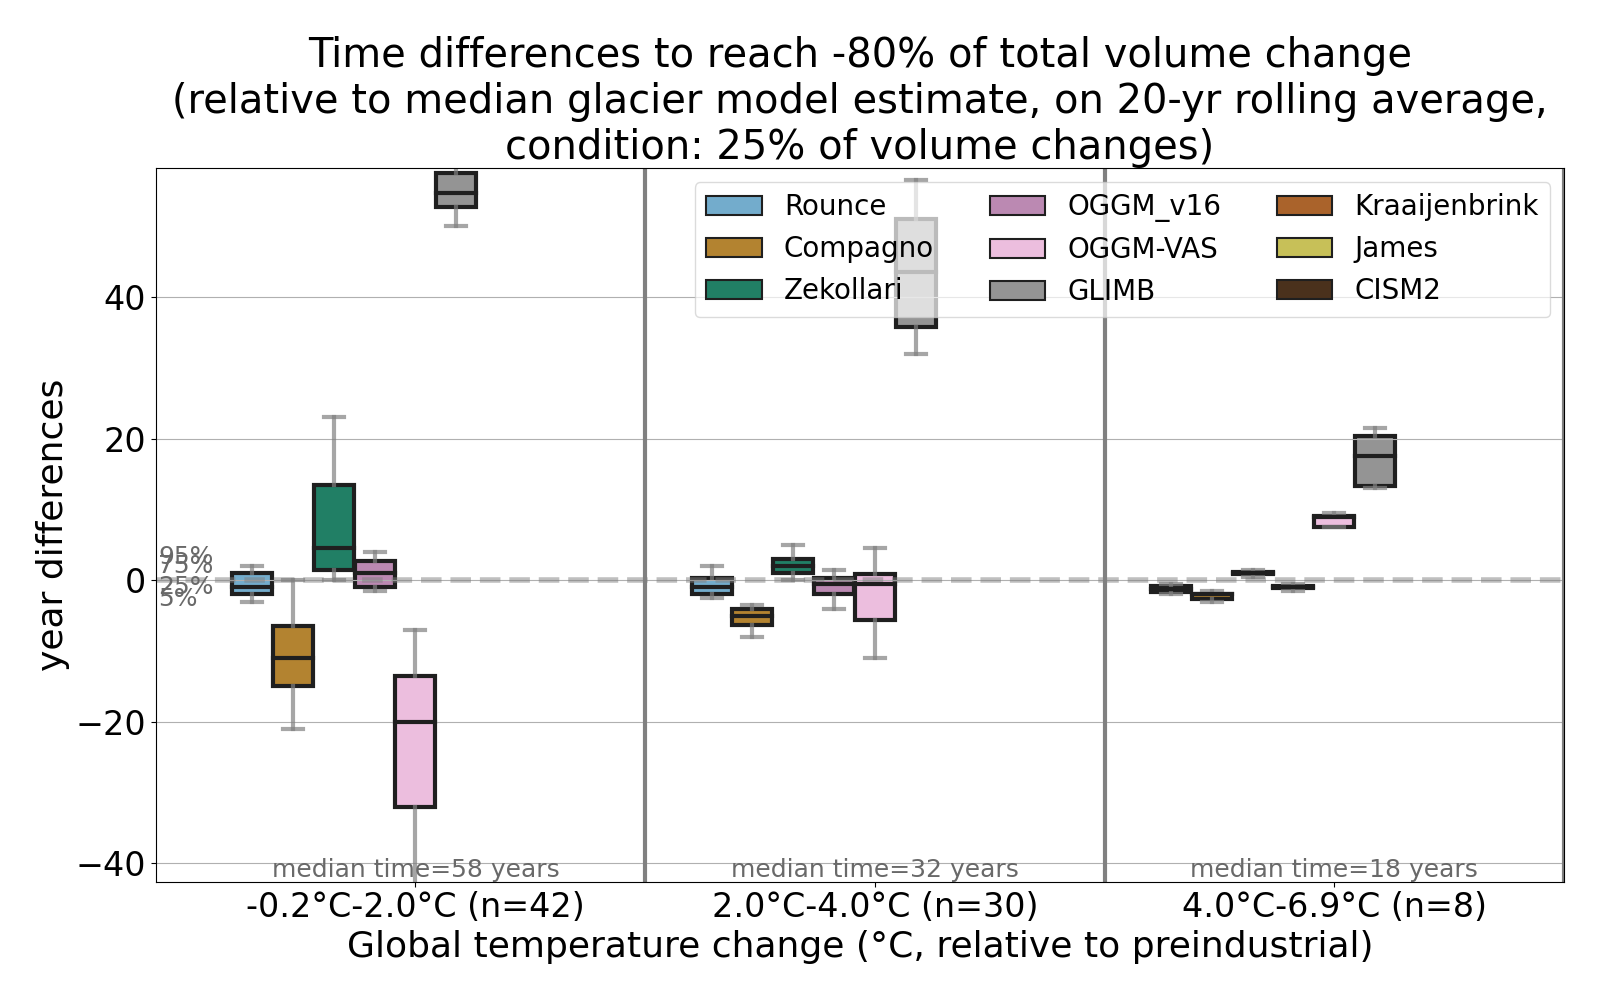 Time differences to reach -80% of total volume change
(relative to median glacier model estimate, on 20-yr rolling average,
condition: 25% of volume changes)
Rounce
Compagno
Zekollari
OGGM_v16
OGGM-VAS
GLIMB
Kraaijenbrink
James
CISM2
year differences
40
20
0
−20
−40
95%
75%
25%
5%
median time=58 years
median time=32 years
median time=18 years
-0.2°C-2.0°C (n=42)
2.0°C-4.0°C (n=30)
4.0°C-6.9°C (n=8)
Global temperature change (°C, relative to preindustrial)